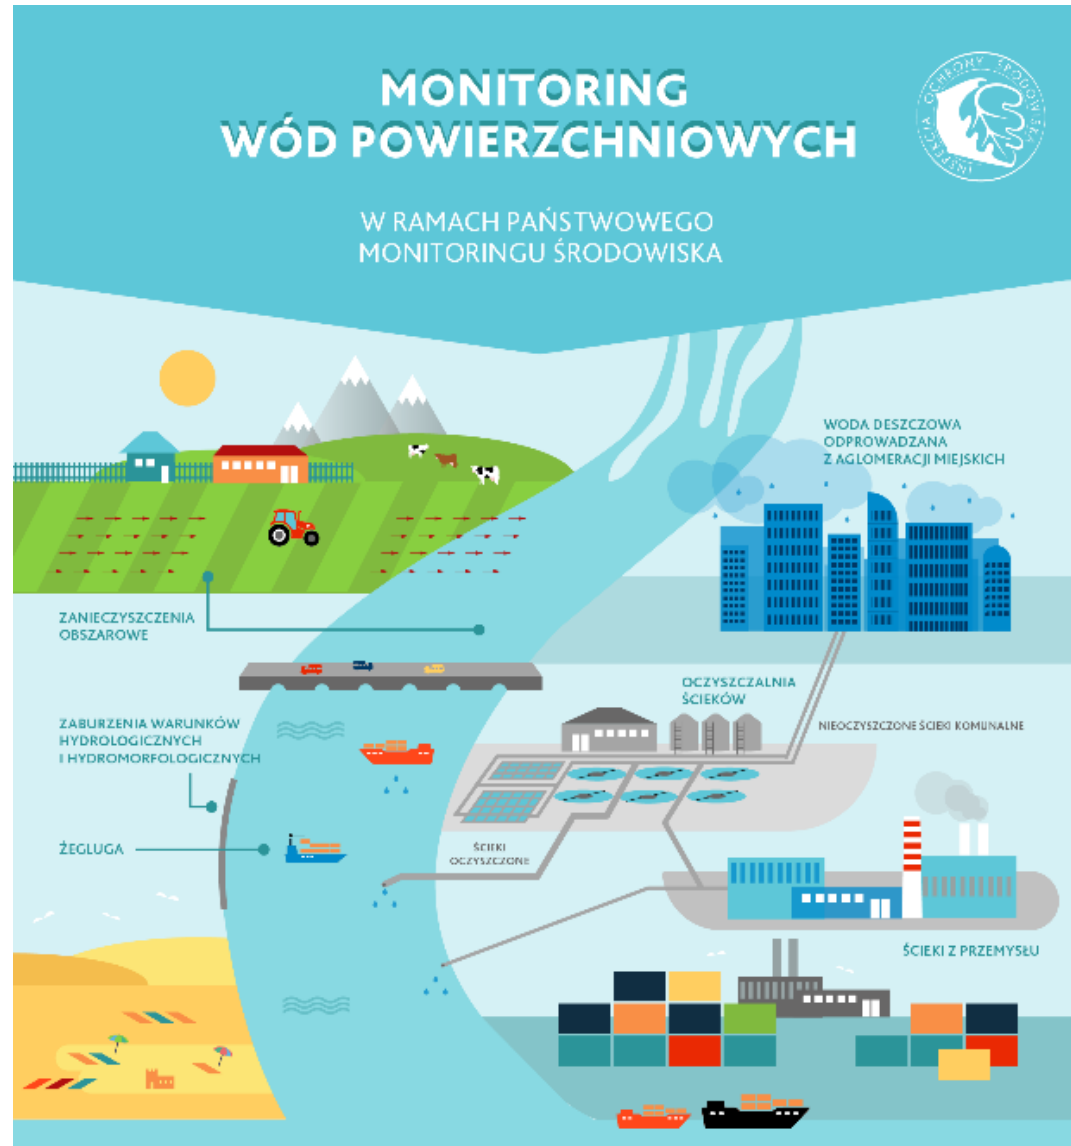 MONITORING
WÓD POWIERZCHNIOWYCH
INSPEKCJA OCHRONY ŚRODOWISKA
W RAMACH PAŃSTWOWEGO
MONITORINGU ŚRODOWISKA
WODA DESZCZOWA
ODPROWADZANA
Z AGLOMERACJI MIEJSKICH
ZANIECZYSZCZENIA
OBSZAROWE
OCZYSZCZALNIA
ŚCIEKÓW
ZABURZENIA WARUNKÓW
HYDROLOGICZNYCH
I HYDROMORFOLOGICZNYCH
NIEOCZYSZCZONE ŚCIEKI KOMUNALNE
ŻEGLUGA
ŚCIEKI
OCZYSZCZONE
ŚCIEKI Z PRZEMYSŁU